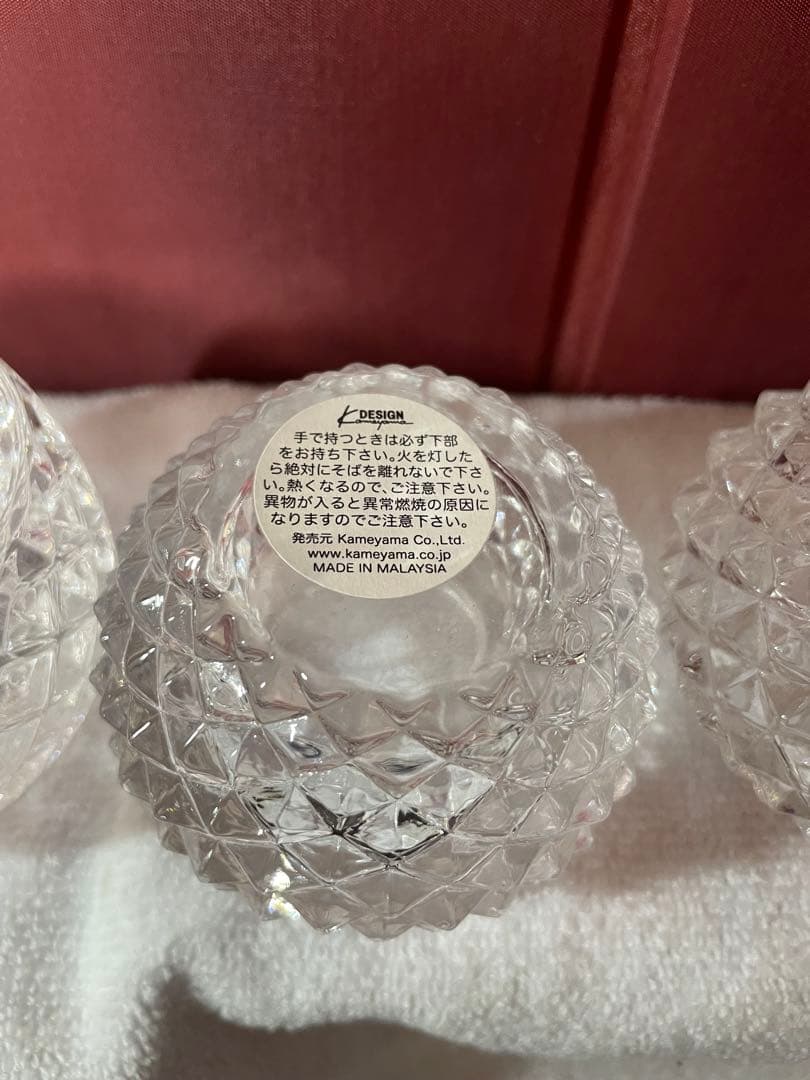 K DESIGN
Kameyama
手で持つときは必ず下部
をお持ち下さい。火を灯した
ら絶対にそばを離れないで下さ
い。熱くなるので、ご注意下さい。
異物が入ると異常燃焼の原因に
なりますのでご注意下さい。
発売元 Kameyama Co.,Ltd.
www.kameyama.co.jp
MADE IN MALAYSIA